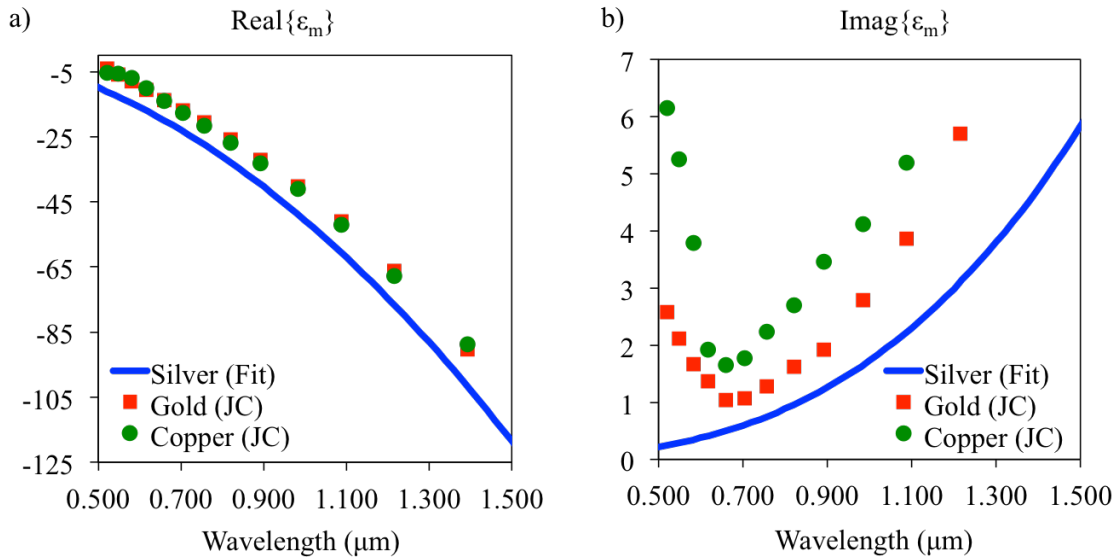 a)
Real{εm}
-5
-25
-45
-65
-85
-105
-125
Silver (Fit)
Gold (JC)
Copper (JC)
0.500 0.700 0.900 1.100 1.300 1.500
Wavelength (μm)
b)
Imag{εm}
7
6
5
4
3
2
1
0
Silver (Fit)
Gold (JC)
Copper (JC)
0.500 0.700 0.900 1.100 1.300 1.500
Wavelength (μm)